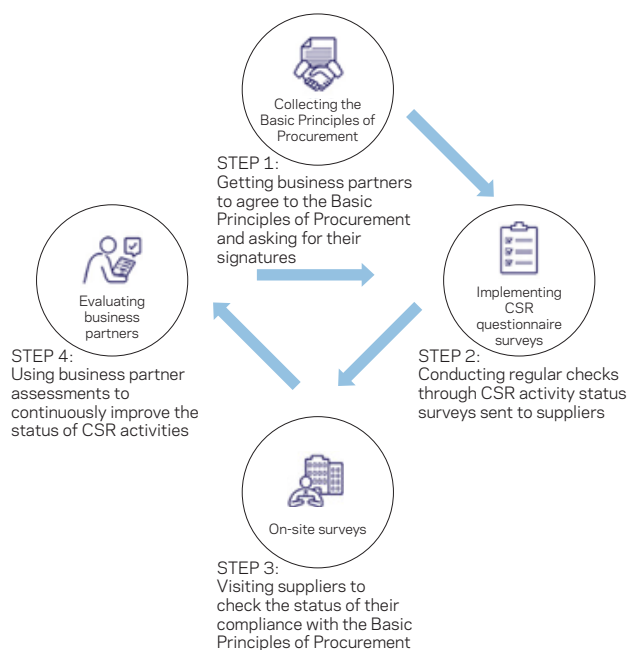 Collecting the
Basic Principles of
Procurement
STEP 1:
Getting business partners
to agree to the Basic
Principles of Procurement
and asking for their
signatures
Implementing
CSR
questionnaire
surveys
STEP 2:
Conducting regular checks
through CSR activity status
surveys sent to suppliers
On-site surveys
STEP 3:
Visiting suppliers to
check the status of their
compliance with the Basic
Principles of Procurement
Evaluating
business
partners
STEP 4:
Using business partner
assessments to
continuously improve the
status of CSR activities